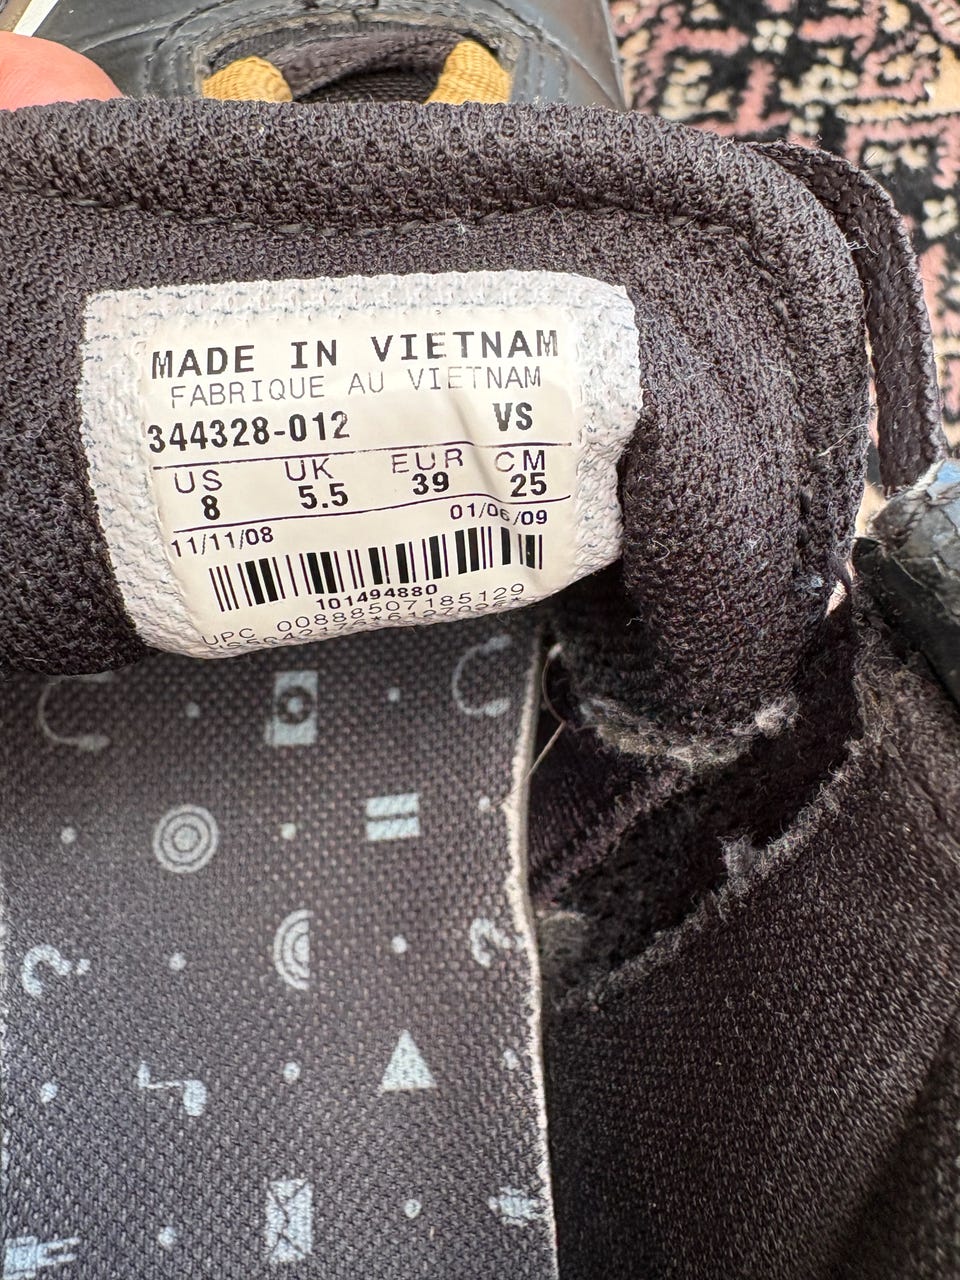 MADE IN VIETNAM
FABRIQUE AU VIETNAM
344328-012 VS
US UK EUR CM
8 5.5 39 25
11/11/08 01/06/09
101494880
UPC 00888507185129